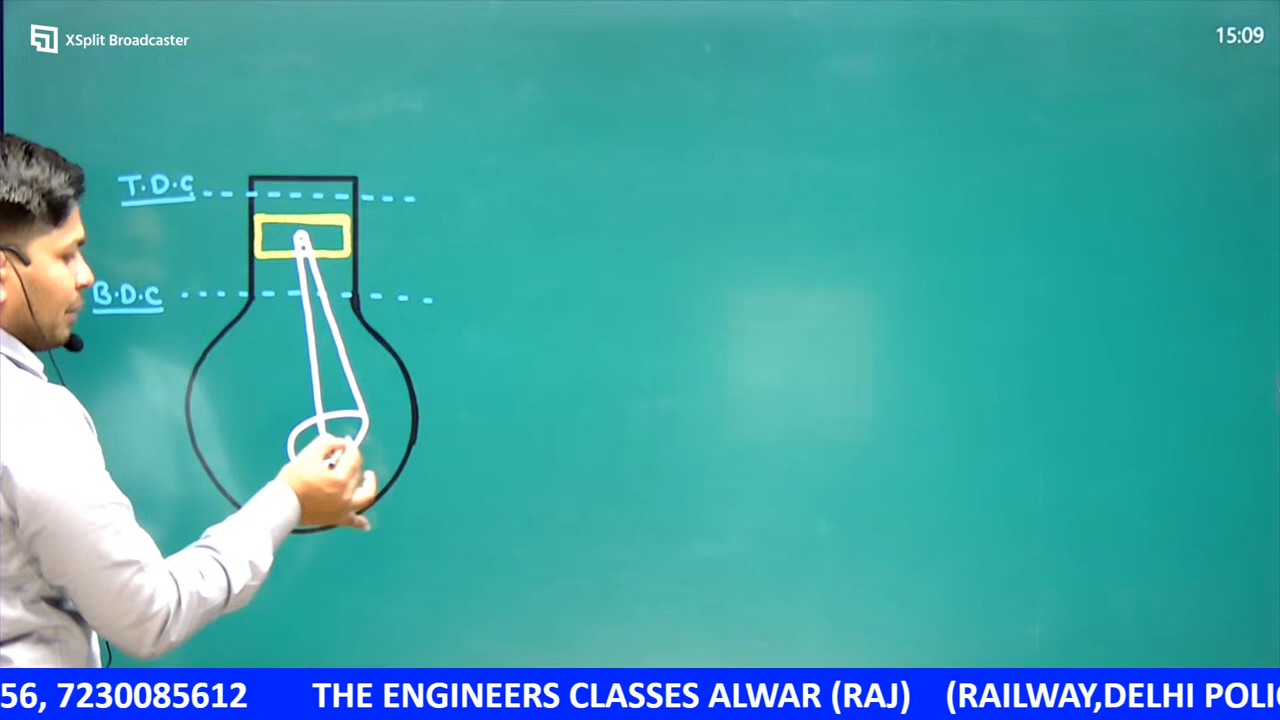 XSplit Broadcaster
15:09
T.D.C
B.D.C
56, 7230085612 THE ENGINEERS CLASSES ALWAR (RAJ) (RAILWAY,DELHI POLI